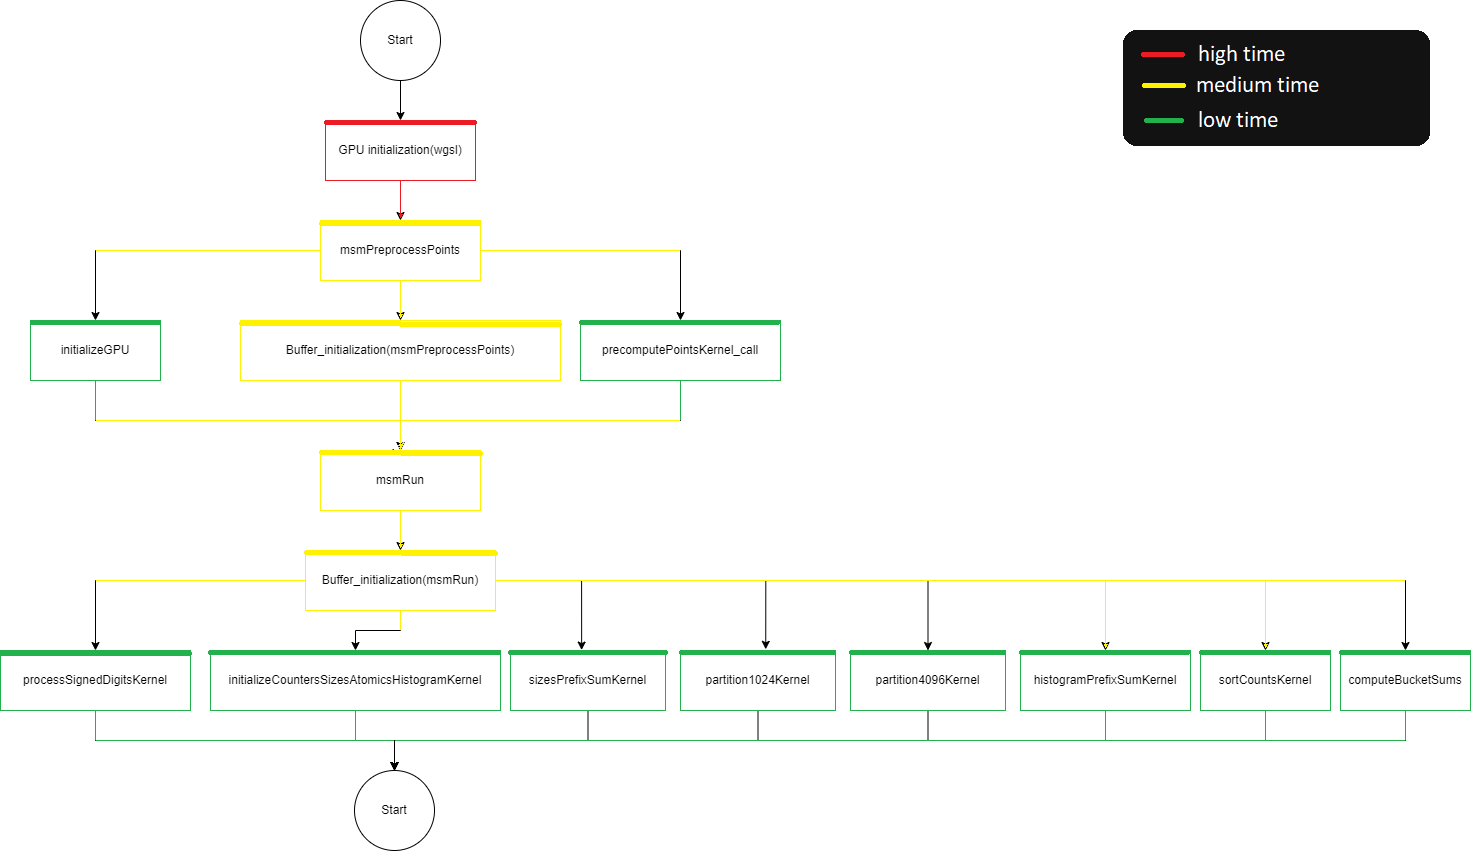 Start
high time
medium time
low time
GPU initialization(wgsl)
msmPreprocessPoints
initializeGPU
Buffer_initialization(msmPreprocessPoints)
precomputePointsKernel_call
msmRun
Buffer_initialization(msmRun)
processSignedDigitsKernel
initializeCountersSizesAtomicsHistogramKernel
sizesPrefixSumKernel
partition1024Kernel
partition4096Kernel
histogramPrefixSumKernel
sortCountsKernel
computeBucketSums
Start